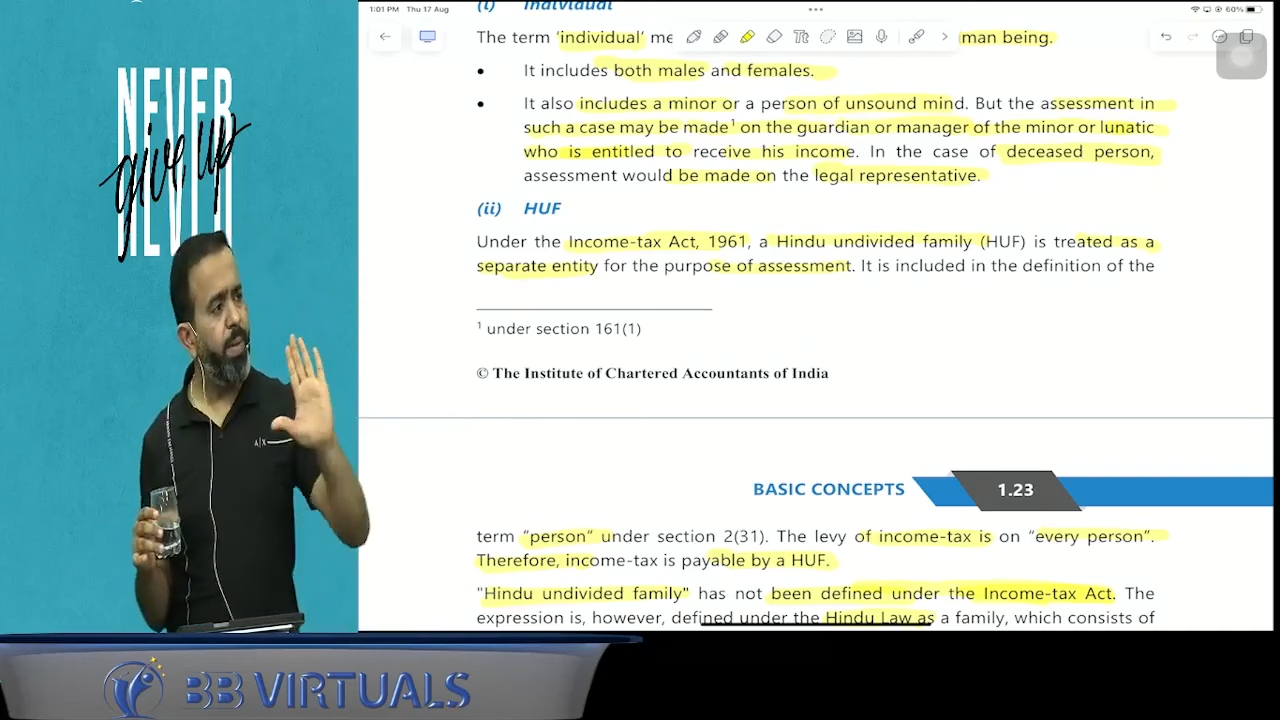 1:01 PM Thu 17 Aug
60%
(i) Individual
The term 'individual' me
man being.
• It includes both males and females.
• It also includes a minor or a person of unsound mind. But the assessment in
such a case may be made1 on the guardian or manager of the minor or lunatic
who is entitled to receive his income. In the case of deceased person,
assessment would be made on the legal representative.
(ii) HUF
Under the Income-tax Act, 1961, a Hindu undivided family (HUF) is treated as a
separate entity for the purpose of assessment. It is included in the definition of the
1 under section 161(1)
© The Institute of Chartered Accountants of India
BASIC CONCEPTS 1.23
term "person" under section 2(31). The levy of income-tax is on "every person".
Therefore, income-tax is payable by a HUF.
"Hindu undivided family" has not been defined under the Income-tax Act. The
expression is, however, defined under the Hindu Law as a family, which consists of
NEVER
give up
NEVER
A|X
BB VIRTUALS